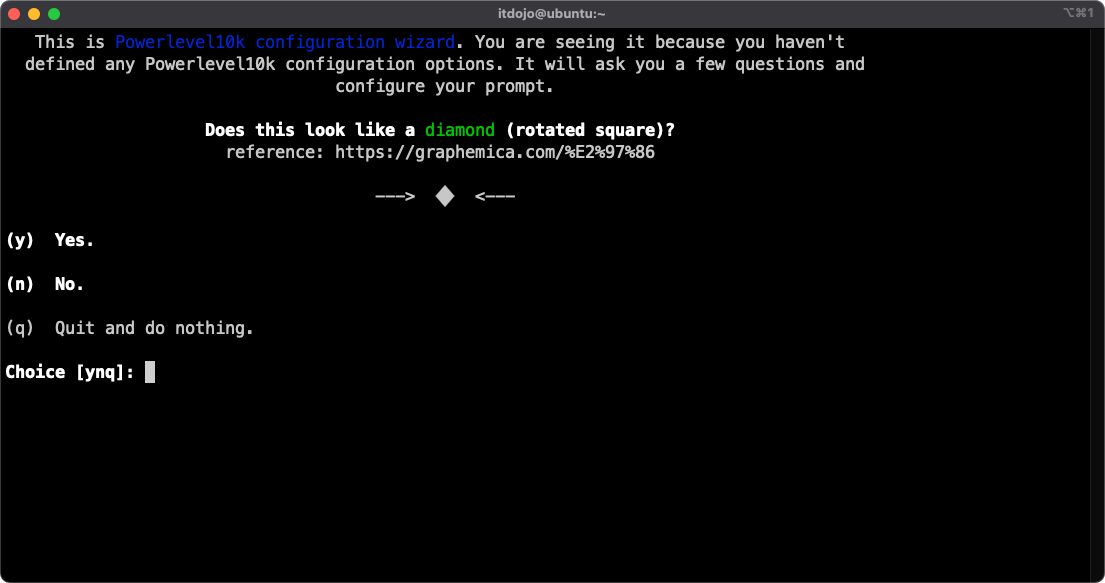 itdojo@ubuntu:~
⌥⌘1
This is Powerlevel10k configuration wizard. You are seeing it because you haven't
defined any Powerlevel10k configuration options. It will ask you a few questions and
configure your prompt.
Does this look like a diamond (rotated square)?
reference: https://graphemica.com/%E2%97%86
---> ◆ <---
(y) Yes.
(n) No.
(q) Quit and do nothing.
Choice [ynq]: